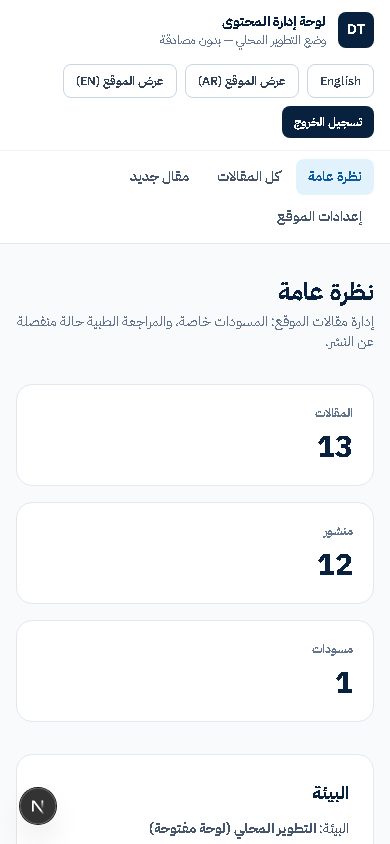 DT
لوحة إدارة المحتوى
وضع التطوير المحلي — بدون مصادقة
English
عرض الموقع (AR)
عرض الموقع (EN)
تسجيل الخروج
نظرة عامة
كل المقالات
مقال جديد
إعدادات الموقع
نظرة عامة
إدارة مقالات الموقع: المسودات خاصة، والمراجعة الطبية حالة منفصلة
عن النشر.
المقالات
13
منشور
12
مسودات
1
البيئة
البيئة: التطوير المحلي (لوحة مفتوحة)
N